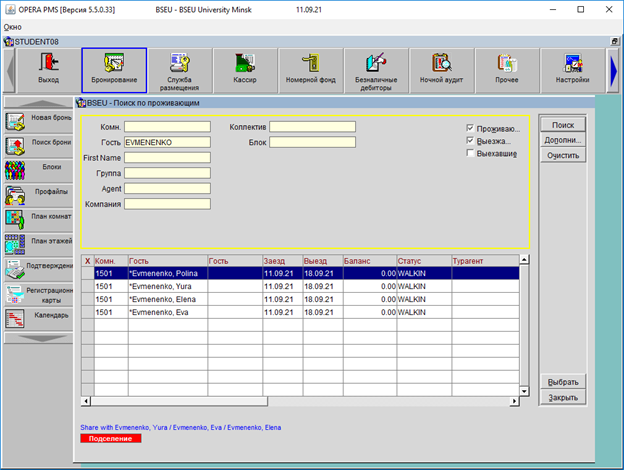 OPERA PMS [Версия 5.5.0.33] BSEU - BSEU University Minsk 11.09.21
Окно
STUDENT08
Выход Бронирование Служба размещения Кассир Номерной фонд Безналичные дебиторы Ночной аудит Прочее Настройки
Новая бронь
Поиск брони
Блоки
Профайлы
План комнат
План этажей
Подтверждени
Регистрационн карты
Календарь
BSEU - Поиск по проживающим
Комн. Коллектив Прожиеаю... Поиск
Гость EVMENENKO Блок Выезжа... Дополни...
First Name Выехавшие Очистить
Группа
Agent
Компания
X Комн. Гость Гость Заезд Выезд Баланс Статус Турагент
1501 *Evmenenko, Polina 11.09.21 18.09.21 0.00 WALKIN
1501 *Evmenenko, Yura 11.09.21 18.09.21 0.00 WALKIN
1501 *Evmenenko, Elena 11.09.21 18.09.21 0.00 WALKIN
1501 *Evmenenko, Eva 11.09.21 18.09.21 0.00 WALKIN
Выбрать
Закрыть
Share with Evmenenko, Yura / Evmenenko, Eva / Evmenenko, Elena
Подселение